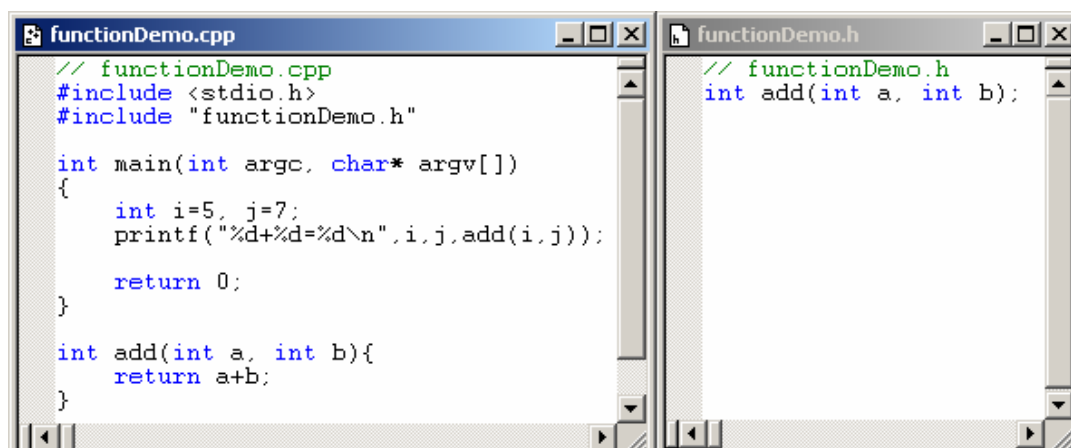 functionDemo.cpp
// functionDemo.cpp
#include <stdio.h>
#include "functionDemo.h"
int main(int argc, char* argv[])
{
    int i=5, j=7;
    printf("%d+%d=%d\n",i,j,add(i,j));
    return 0;
}
int add(int a, int b){
    return a+b;
}
functionDemo.h
// functionDemo.h
int add(int a, int b);